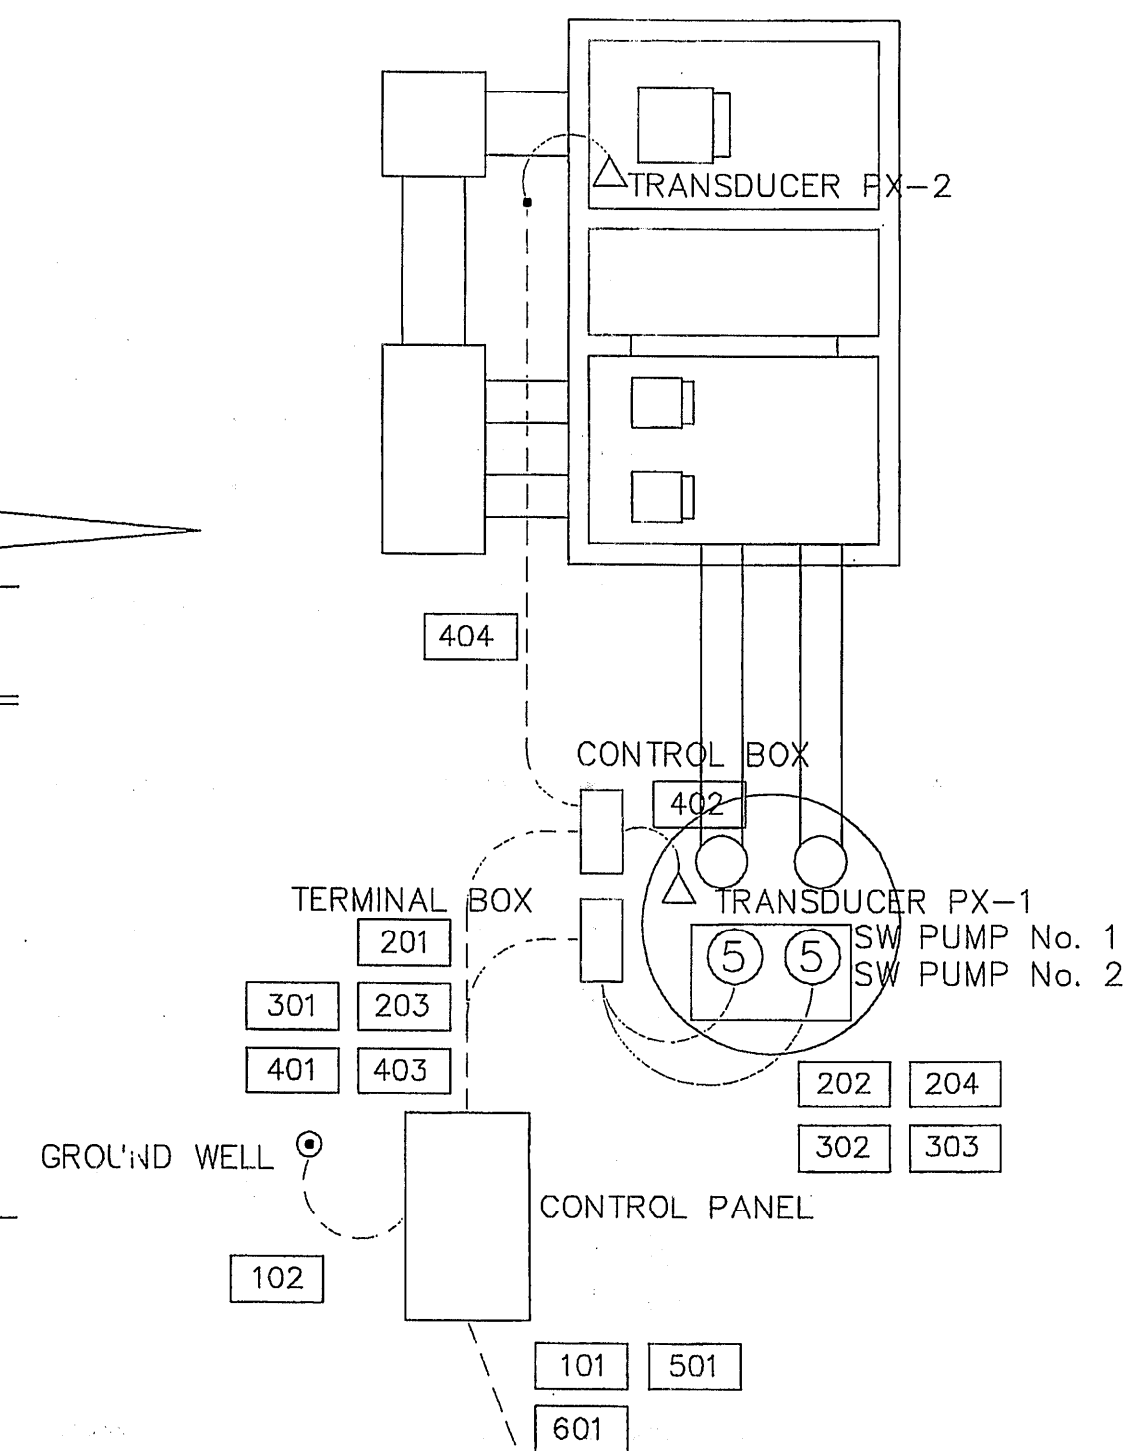 TRANSDUCER PX-2
404
CONTROL BOX
402
TERMINAL BOX
TRANSDUCER PX-1
201
5 5 SW PUMP No. 1
SW PUMP No. 2
301 203
401 403
202 204
302 303
GROUND WELL
CONTROL PANEL
102
101 501
601